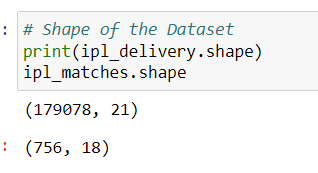 : # Shape of the Dataset
print(ipl_delivery.shape)
ipl_matches.shape
(179078, 21)
: (756, 18)